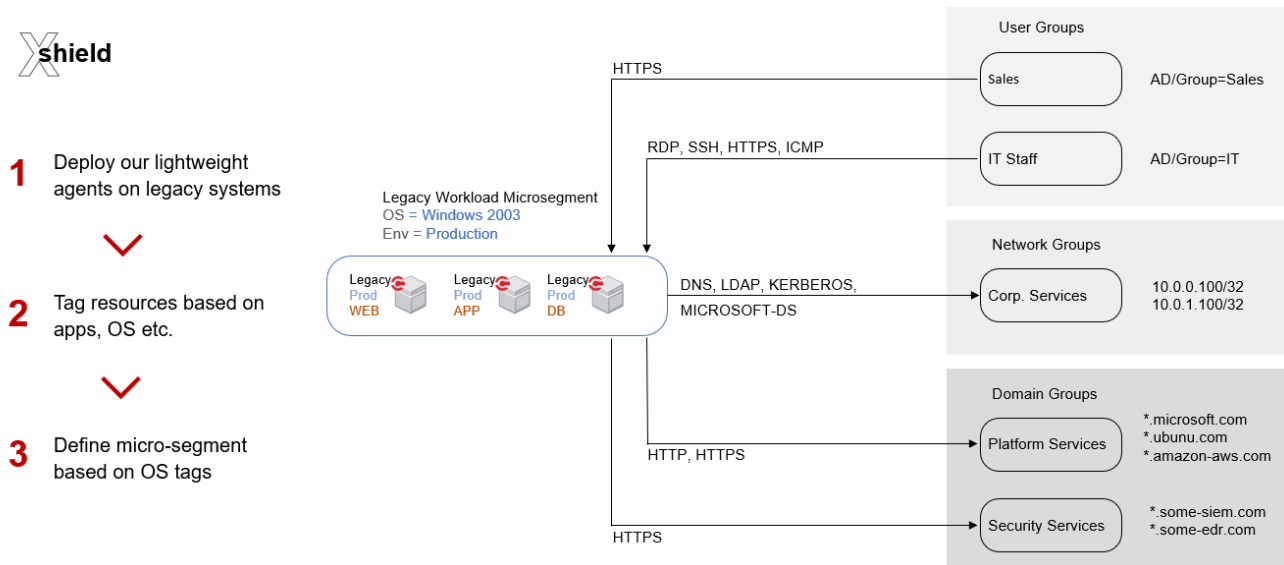 Xshield
1
Deploy our lightweight
agents on legacy systems
2
Tag resources based on
apps, OS etc.
3
Define micro-segment
based on OS tags
HTTPS
RDP, SSH, HTTPS, ICMP
Legacy Workload Microsegment
OS = Windows 2003
Env = Production
Legacy
Prod
WEB
Legacy
Prod
APP
Legacy
Prod
DB
DNS, LDAP, KERBEROS,
MICROSOFT-DS
HTTP, HTTPS
HTTPS
User Groups
Sales
AD/Group=Sales
IT Staff
AD/Group=IT
Network Groups
Corp. Services
10.0.0.100/32
10.0.1.100/32
Domain Groups
Platform Services
*.microsoft.com
*.ubunu.com
*.amazon-aws.com
Security Services
*.some-siem.com
*.some-edr.com